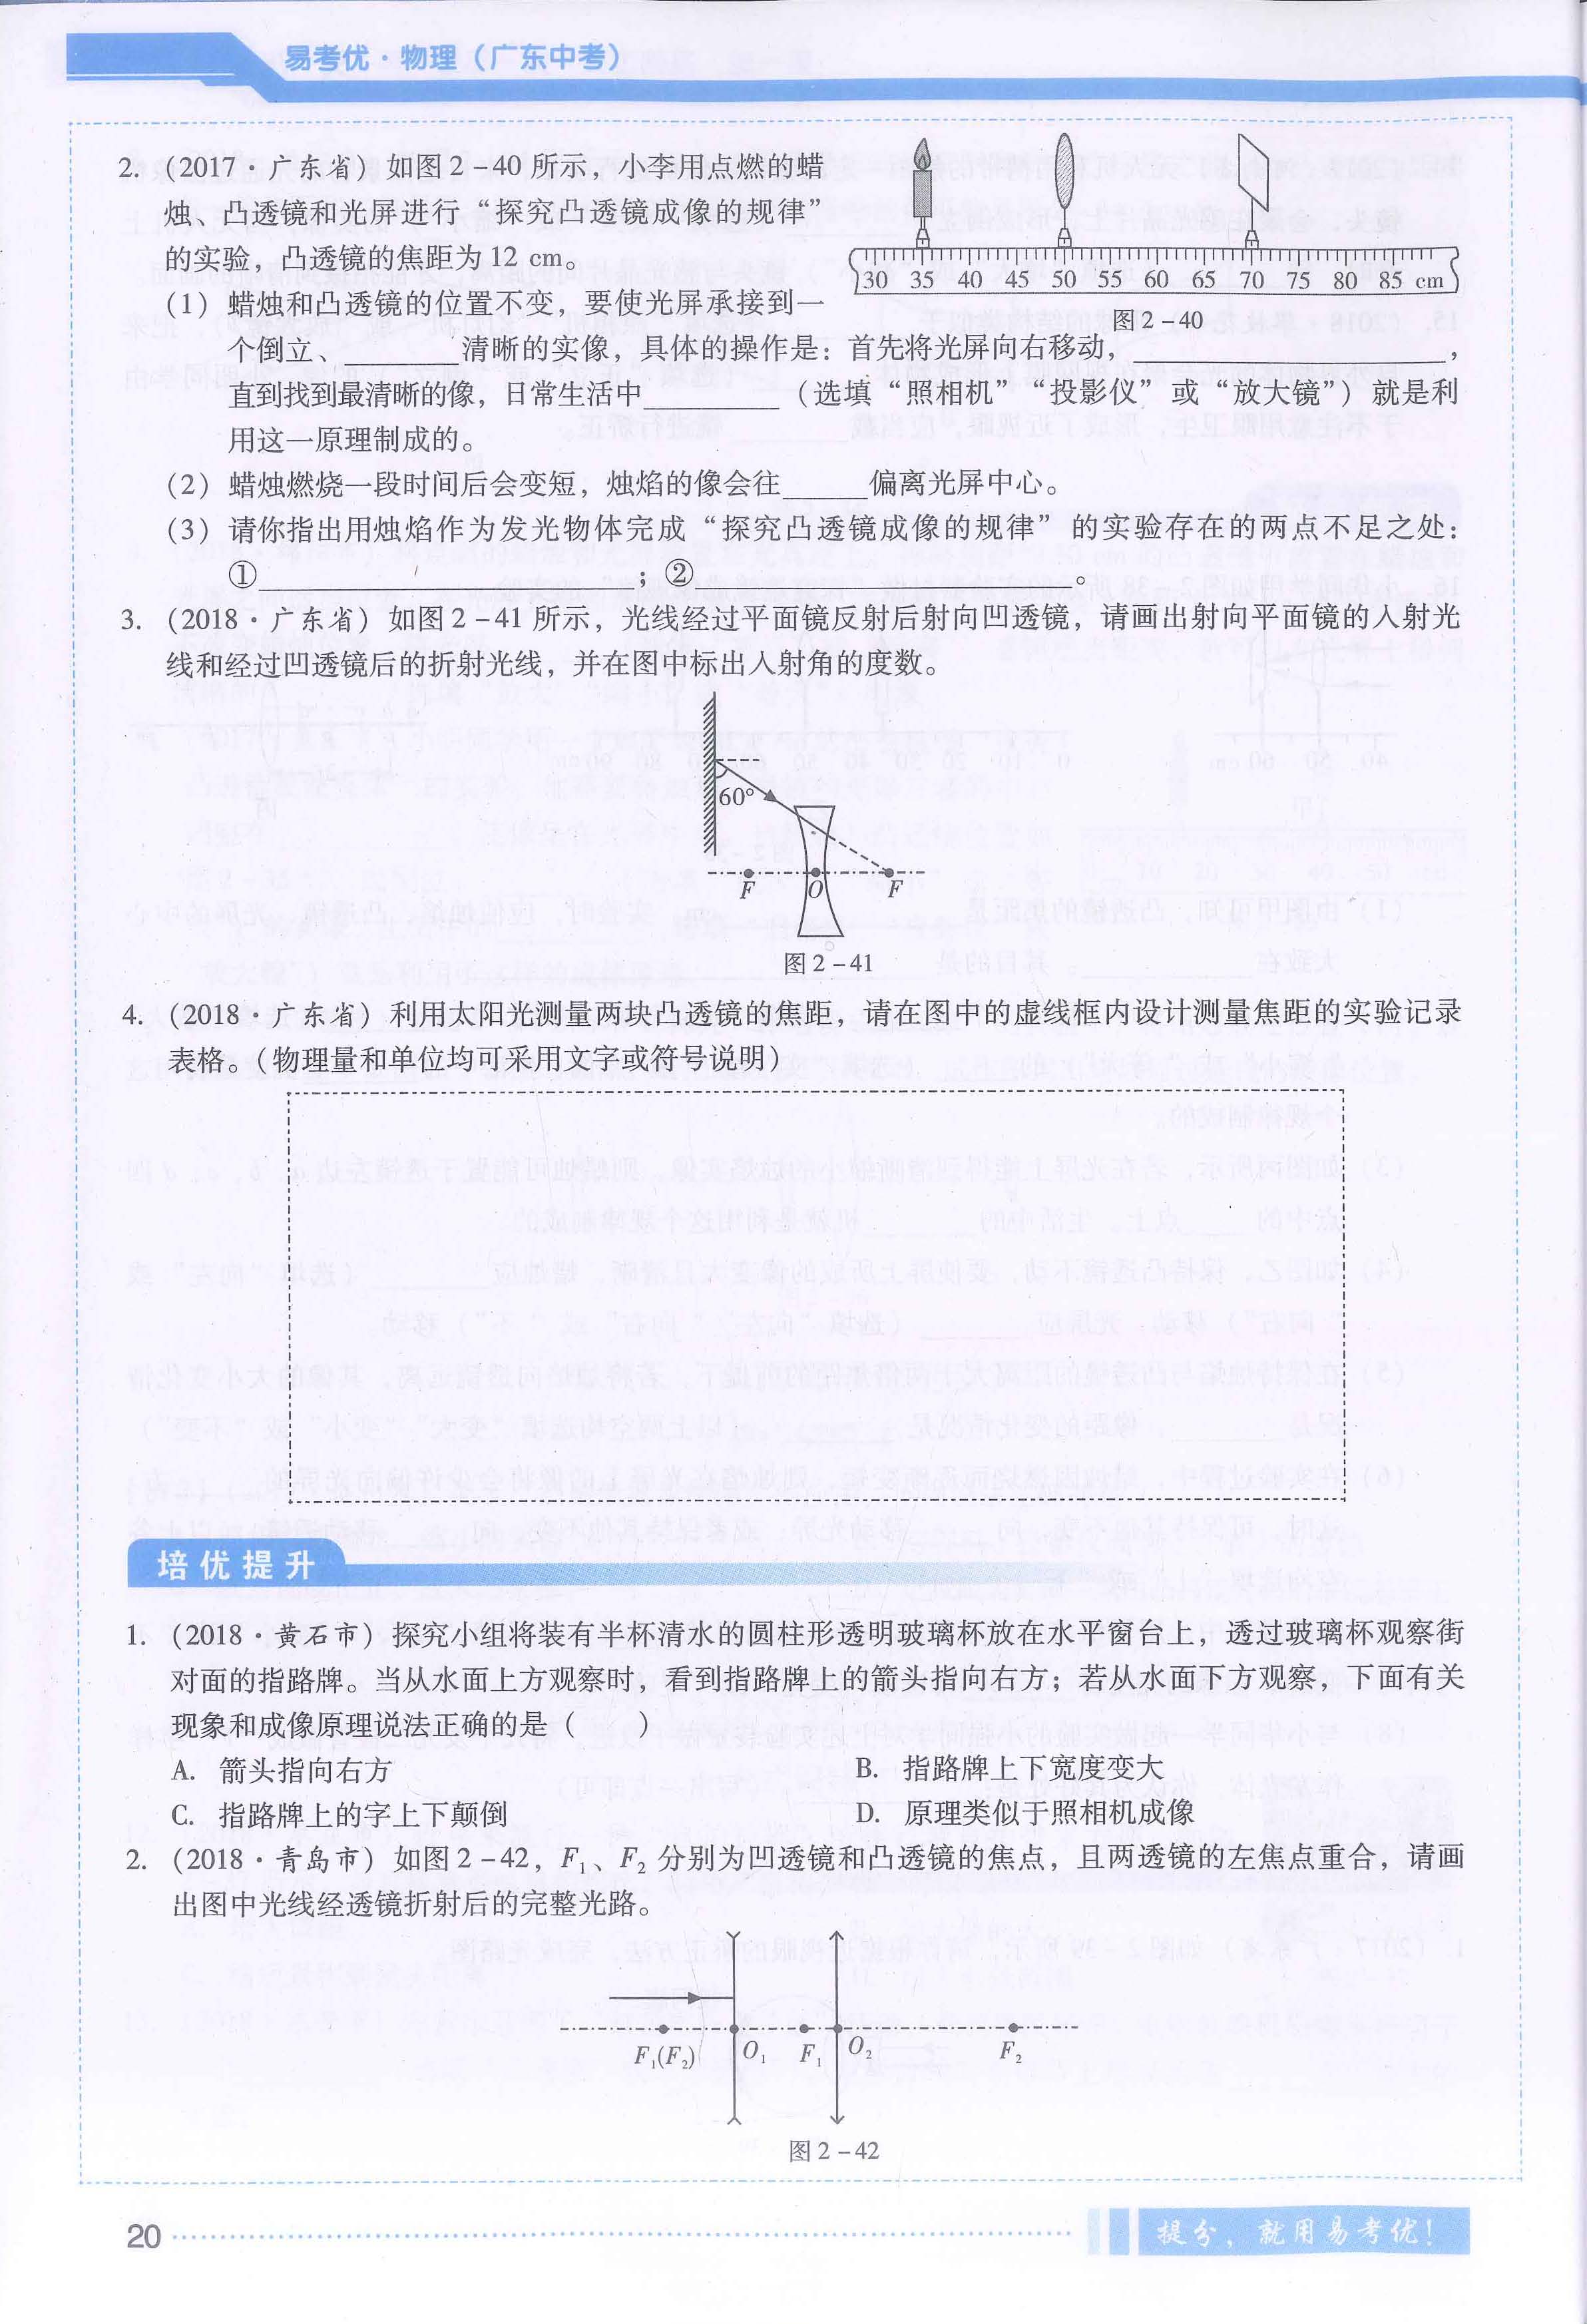 易考优·物理（广东中考）
2. （2017·广东省）如图2-40所示，小李用点燃的蜡
烛、凸透镜和光屏进行“探究凸透镜成像的规律”
的实验，凸透镜的焦距为12 cm。
30 35 40 45 50 55 60 65 70 75 80 85 cm
图2-40
（1）蜡烛和凸透镜的位置不变，要使光屏承接到一
个倒立、________清晰的实像，具体的操作是：首先将光屏向右移动，______________________，
直到找到最清晰的像，日常生活中__________（选填“照相机”“投影仪”或“放大镜”）就是利
用这一原理制成的。
（2）蜡烛燃烧一段时间后会变短，烛焰的像会往______偏离光屏中心。
（3）请你指出用烛焰作为发光物体完成“探究凸透镜成像的规律”的实验存在的两点不足之处：
①__________________________；②__________________________。
3. （2018·广东省）如图2-41所示，光线经过平面镜反射后射向凹透镜，请画出射向平面镜的入射光
线和经过凹透镜后的折射光线，并在图中标出入射角的度数。
60°
F O F
图2-41
4. （2018·广东省）利用太阳光测量两块凸透镜的焦距，请在图中的虚线框内设计测量焦距的实验记录
表格。（物理量和单位均可采用文字或符号说明）
培优提升
1. （2018·黄石市）探究小组将装有半杯清水的圆柱形透明玻璃杯放在水平窗台上，透过玻璃杯观察街
对面的指路牌。当从水面上方观察时，看到指路牌上的箭头指向右方；若从水面下方观察，下面有关
现象和成像原理说法正确的是（　　）
A. 箭头指向右方 B. 指路牌上下宽度变大
C. 指路牌上的字上下颠倒 D. 原理类似于照相机成像
2. （2018·青岛市）如图2-42，F₁、F₂分别为凹透镜和凸透镜的焦点，且两透镜的左焦点重合，请画
出图中光线经透镜折射后的完整光路。
F₁(F₂) O₁ F₁ O₂ F₂
图2-42
20
提分，就用易考优！